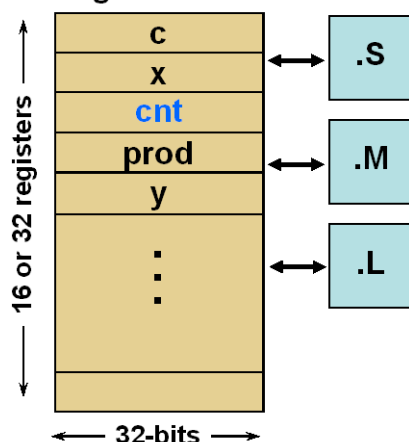 c
x
cnt
prod
y
.S
.M
.L
16 or 32 registers
32-bits